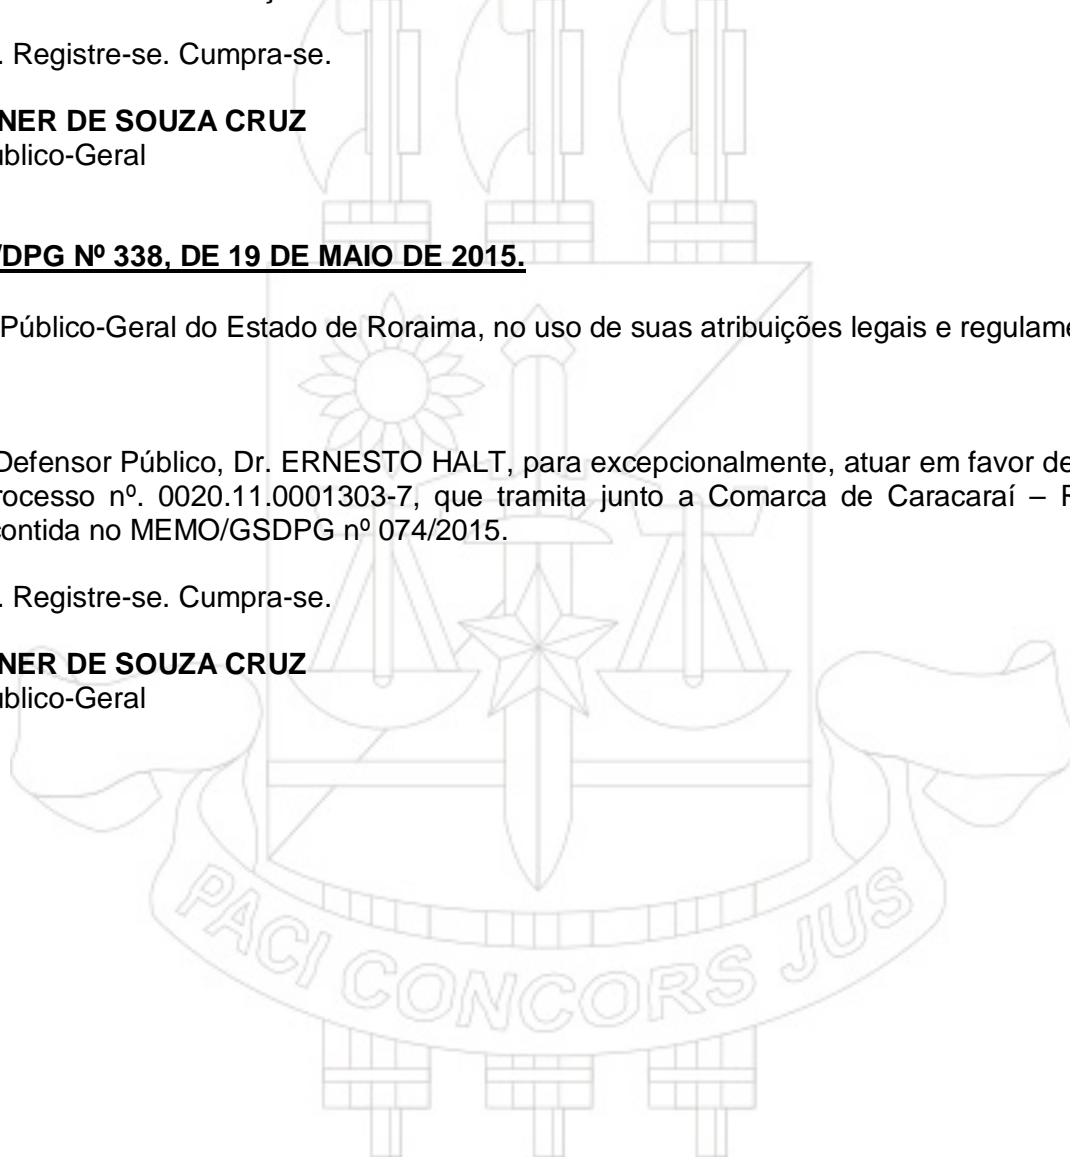 . Registre-se. Cumpra-se.
NER DE SOUZA CRUZ
úblico-Geral
/DPG Nº 338, DE 19 DE MAIO DE 2015.
Público-Geral do Estado de Roraima, no uso de suas atribuições legais e regulame
Defensor Público, Dr. ERNESTO HALT, para excepcionalmente, atuar em favor de
rocesso nº. 0020.11.0001303-7, que tramita junto a Comarca de Caracaraí –
contida no MEMO/GSDPG nº 074/2015.
. Registre-se. Cumpra-se.
NER DE SOUZA CRUZ
úblico-Geral
PACI CONCORS JUS